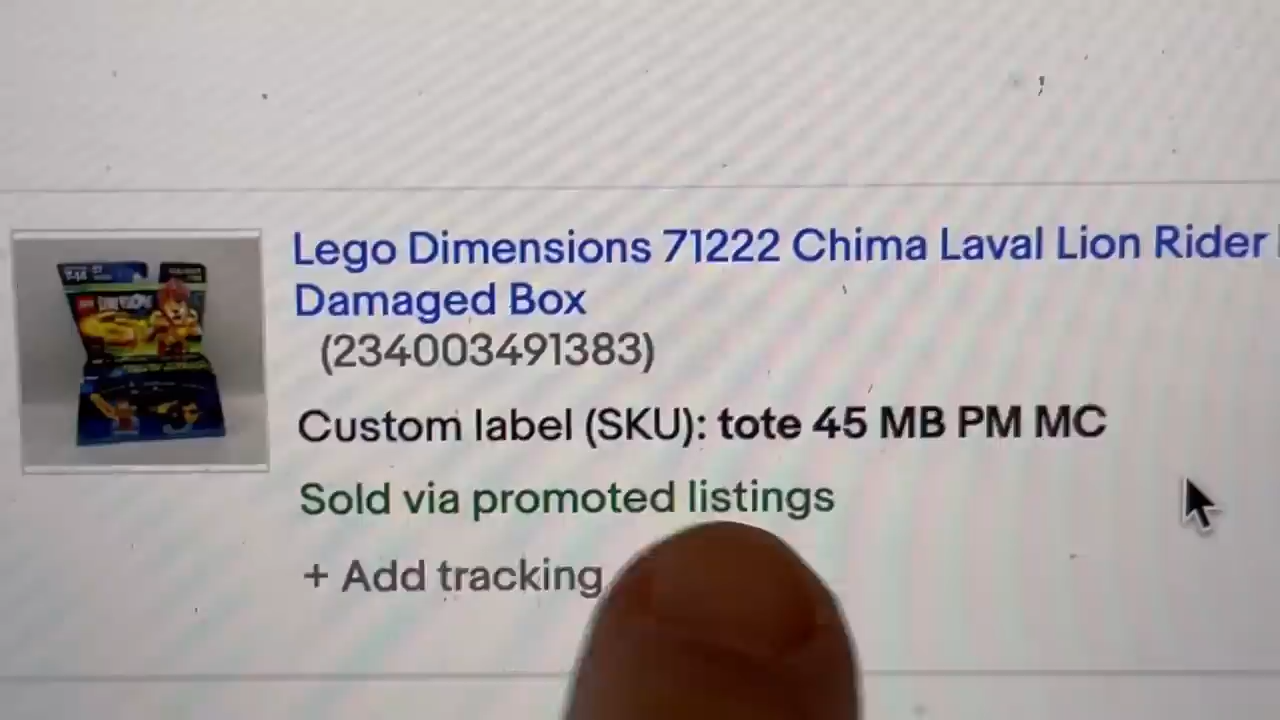 Lego Dimensions 71222 Chima Laval Lion Rider
Damaged Box
(234003491383)
Custom label (SKU): tote 45 MB PM MC
Sold via promoted listings
+ Add tracking